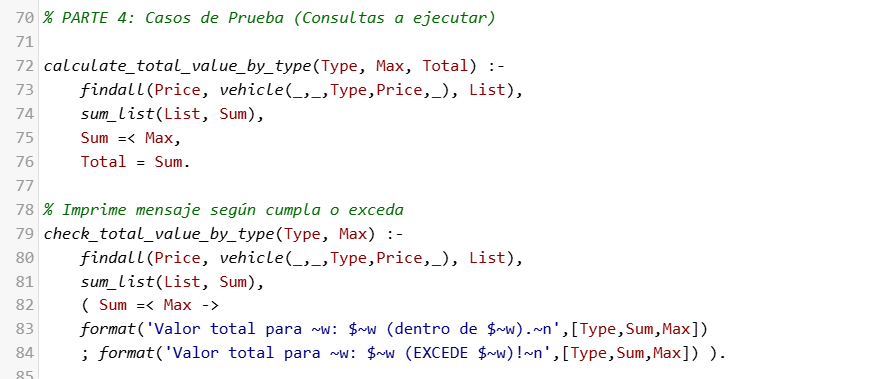 70 % PARTE 4: Casos de Prueba (Consultas a ejecutar)
71
72 calculate_total_value_by_type(Type, Max, Total) :-
73     findall(Price, vehicle(_,_,Type,Price,_), List),
74     sum_list(List, Sum),
75     Sum =< Max,
76     Total = Sum.
77
78 % Imprime mensaje según cumpla o exceda
79 check_total_value_by_type(Type, Max) :-
80     findall(Price, vehicle(_,_,Type,Price,_), List),
81     sum_list(List, Sum),
82     ( Sum =< Max ->
83     format('Valor total para ~w: $~w (dentro de $~w).~n',[Type,Sum,Max])
84     ; format('Valor total para ~w: $~w (EXCEDE $~w)!~n',[Type,Sum,Max]) ).
85